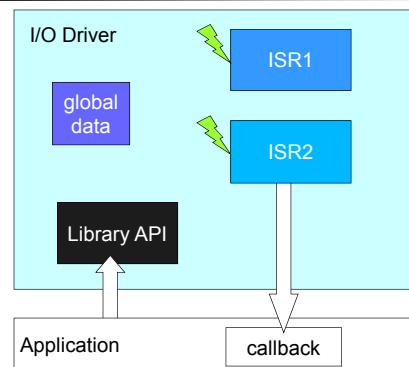 I/O Driver
ISR1
global
data
ISR2
Library API
Application
callback